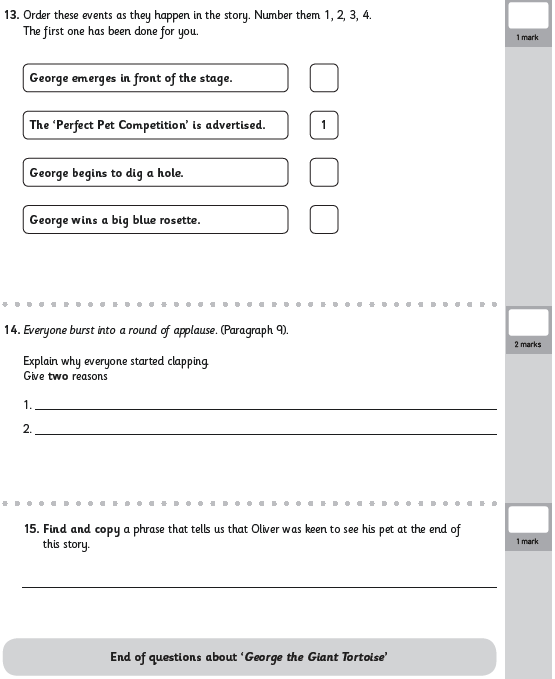 13. Order these events as they happen in the story. Number them 1, 2, 3, 4.
The first one has been done for you.
1 mark
George emerges in front of the stage.
The ‘Perfect Pet Competition’ is advertised. 1
George begins to dig a hole.
George wins a big blue rosette.
14. Everyone burst into a round of applause. (Paragraph 9).
2 marks
Explain why everyone started clapping.
Give two reasons
1.
2.
15. Find and copy a phrase that tells us that Oliver was keen to see his pet at the end of
this story.
1 mark
End of questions about ‘George the Giant Tortoise’